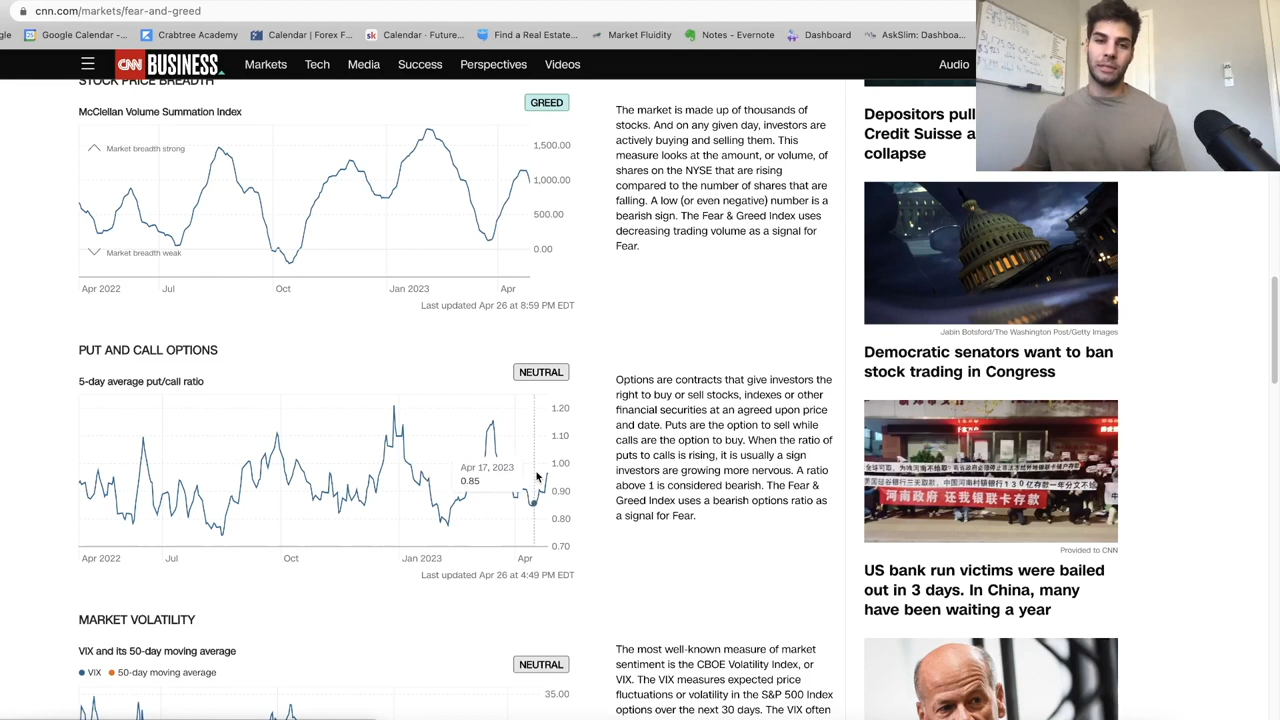 cnn.com/markets/fear-and-greed
gle
Google Calendar -...
Crabtree Academy
Calendar | Forex F...
Calendar - Future...
Find a Real Estate...
Market Fluidity
Notes - Evernote
Dashboard
AskSlim: Dashboa...
CNN BUSINESS
Markets
Tech
Media
Success
Perspectives
Videos
Audio
STOCK PRICE BREADTH
McClellan Volume Summation Index
GREED
Market breadth strong
Market breadth weak
1,500.00
1,000.00
500.00
0.00
Apr 2022
Jul
Oct
Jan 2023
Apr
Last updated Apr 26 at 8:59 PM EDT
The market is made up of thousands of
stocks. And on any given day, investors are
actively buying and selling them. This
measure looks at the amount, or volume, of
shares on the NYSE that are rising
compared to the number of shares that are
falling. A low (or even negative) number is a
bearish sign. The Fear & Greed Index uses
decreasing trading volume as a signal for
Fear.
PUT AND CALL OPTIONS
5-day average put/call ratio
NEUTRAL
1.20
1.10
1.00
0.90
0.80
0.70
Apr 17, 2023
0.85
Apr 2022
Jul
Oct
Jan 2023
Apr
Last updated Apr 26 at 4:49 PM EDT
Options are contracts that give investors the
right to buy or sell stocks, indexes or other
financial securities at an agreed upon price
and date. Puts are the option to sell while
calls are the option to buy. When the ratio of
puts to calls is rising, it is usually a sign
investors are growing more nervous. A ratio
above 1 is considered bearish. The Fear &
Greed Index uses a bearish options ratio as
a signal for Fear.
MARKET VOLATILITY
VIX and its 50-day moving average
NEUTRAL
VIX
50-day moving average
35.00
The most well-known measure of market
sentiment is the CBOE Volatility Index, or
VIX. The VIX measures expected price
fluctuations or volatility in the S&P 500 Index
options over the next 30 days. The VIX often
Depositors pull
Credit Suisse a
collapse
Jabin Botsford/The Washington Post/Getty Images
Democratic senators want to ban
stock trading in Congress
河南政府 还我银联卡存款
Provided to CNN
US bank run victims were bailed
out in 3 days. In China, many
have been waiting a year